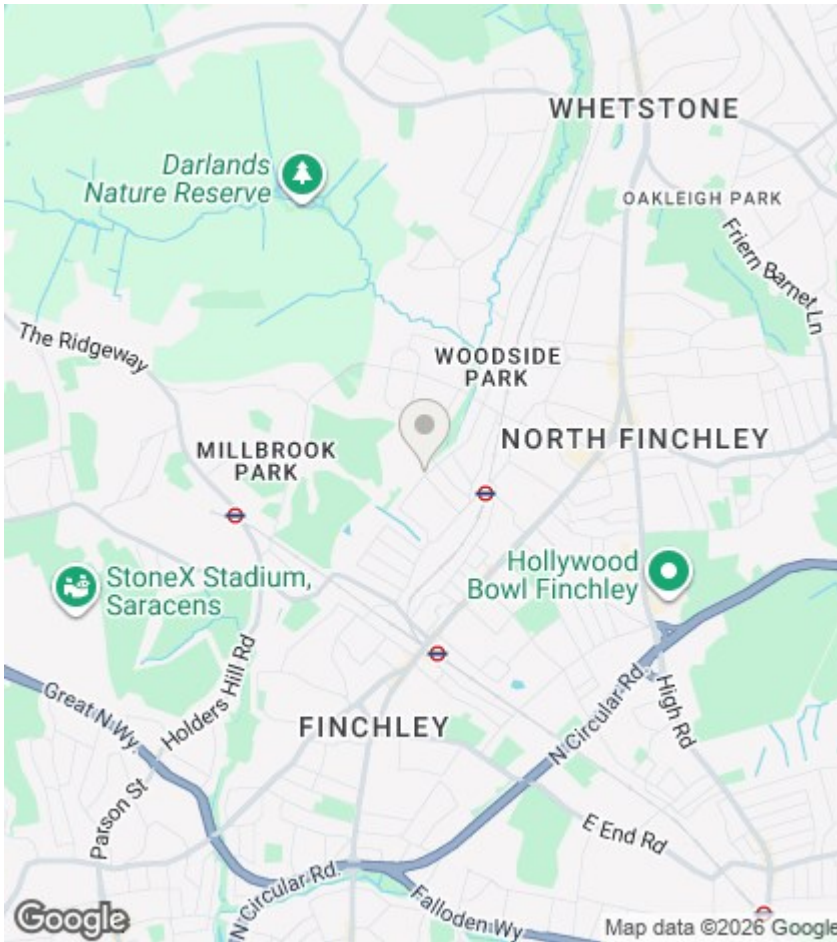 WHETSTONE
Darlands
Nature Reserve
OAKLEIGH PARK
Friern Barnet Ln
The Ridgeway
WOODSIDE
PARK
NORTH FINCHLEY
MILLBROOK
PARK
Hollywood
Bowl Finchley
StoneX Stadium,
Saracens
Holders Hill Rd
Great N Wy.
N Circular Rd.
High Rd
FINCHLEY
Parson St
E End Rd
N Circular Rd.
Falloden Wy
Google
Map data ©2026 Google